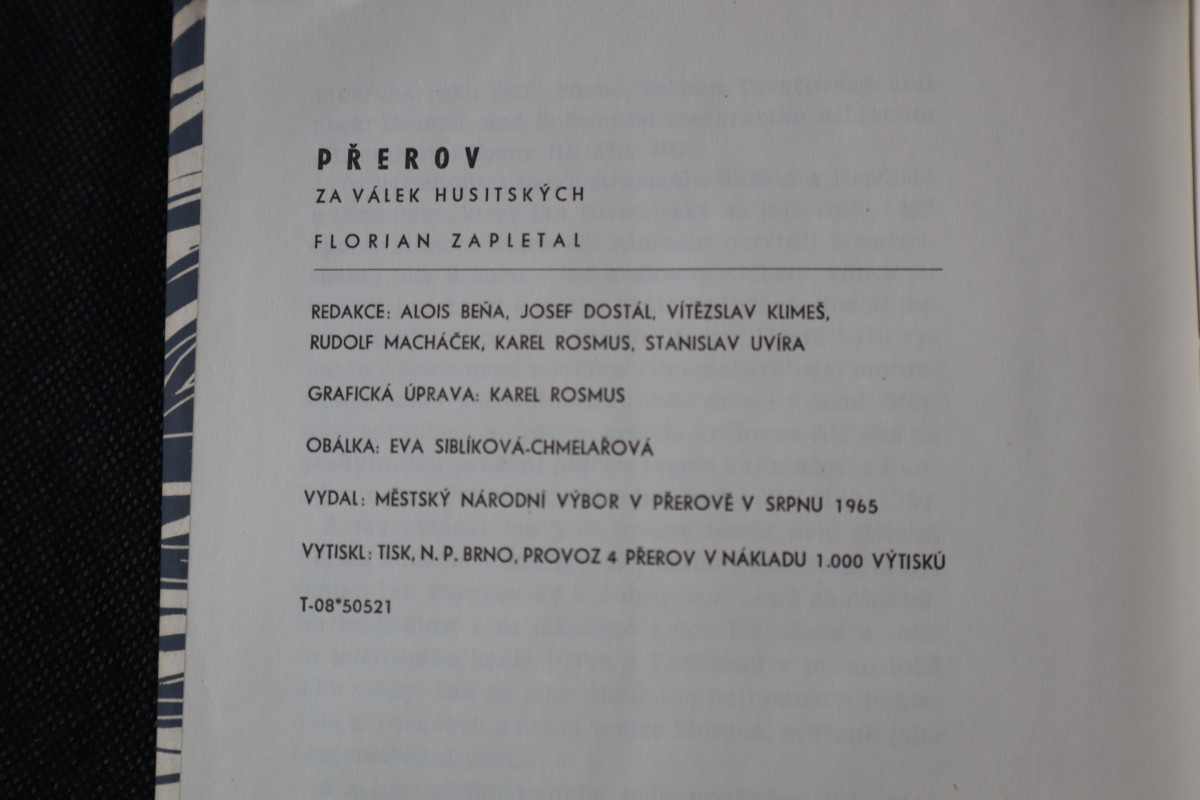 PŘEROV
ZA VÁLEK HUSITSKÝCH
FLORIAN ZAPLETAL
REDAKCE: ALOIS BEŇA, JOSEF DOSTÁL, VÍTĚZSLAV KLIMEŠ,
RUDOLF MACHÁČEK, KAREL ROSMUS, STANISLAV UVÍRA
GRAFICKÁ ÚPRAVA: KAREL ROSMUS
OBÁLKA: EVA SIBLÍKOVÁ-CHMELAŘOVÁ
VYDAL: MĚSTSKÝ NÁRODNÍ VÝBOR V PŘEROVĚ V SRPNU 1965
VYTISKL: TISK, N. P. BRNO, PROVOZ 4 PŘEROV V NÁKLADU 1.000 VÝTISKŮ
T-08*50521